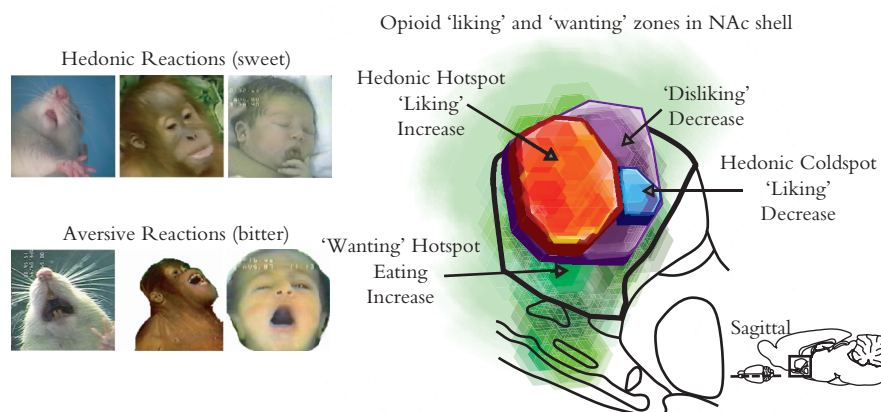 Opioid ‘liking’ and ‘wanting’ zones in NAc shell
Hedonic Reactions (sweet)
Aversive Reactions (bitter)
Hedonic Hotspot
‘Liking’
Increase
‘Disliking’
Decrease
Hedonic Coldspot
‘Liking’
Decrease
‘Wanting’ Hotspot
Eating
Increase
Sagittal